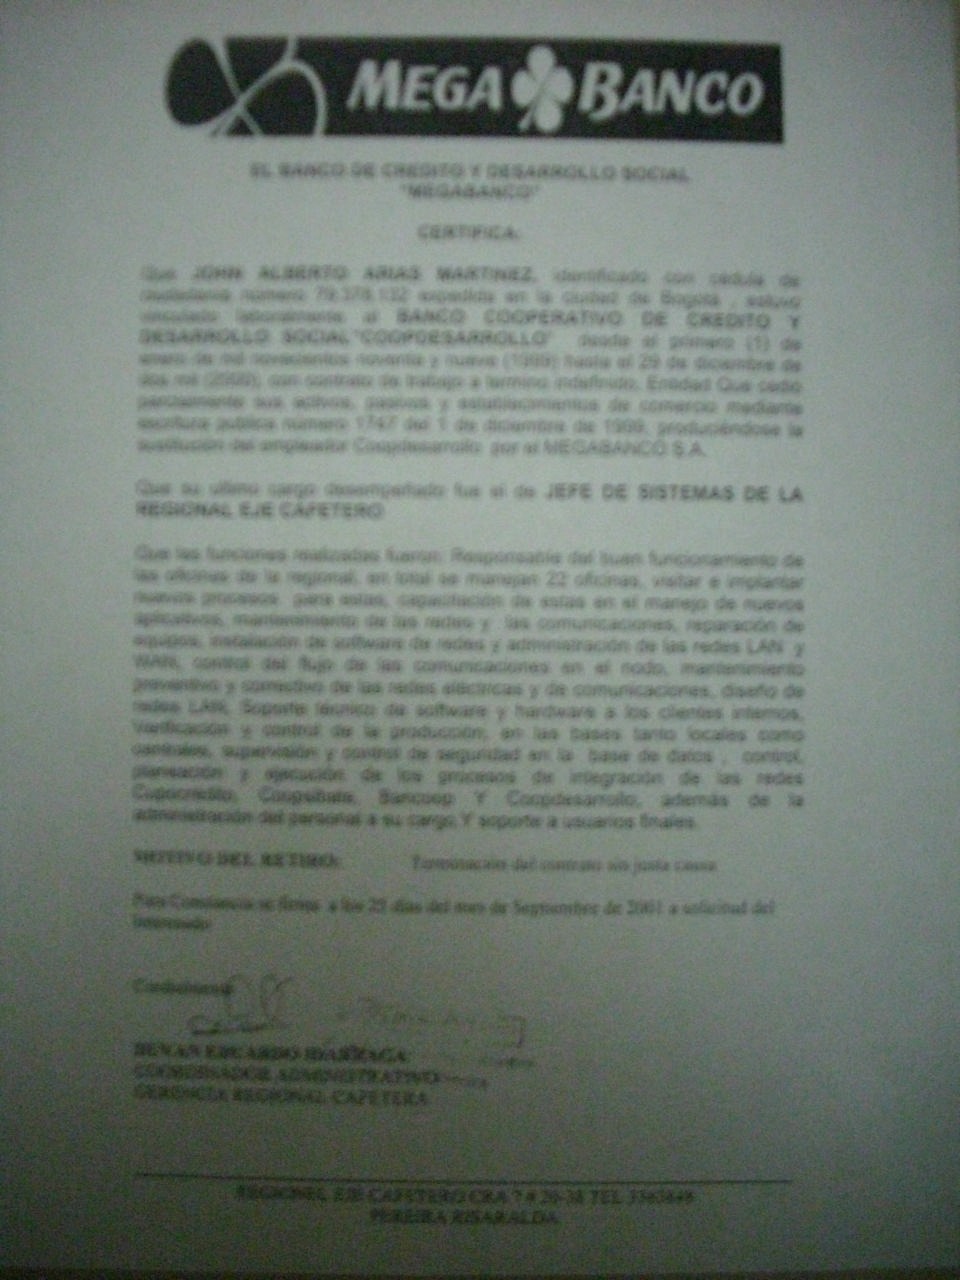 MEGA BANCO
EL BANCO DE CREDITO Y DESARROLLO SOCIAL
"MEGABANCO"
CERTIFICA:
Que JOHN ALBERTO ARIAS MARTINEZ, identificado con cédula de
ciudadanía número 79.378.132 expedida en la ciudad de Bogotá , estuvo
vinculado laboralmente al BANCO COOPERATIVO DE CREDITO Y
DESARROLLO SOCIAL "COOPDESARROLLO" desde el primero (1) de
enero de mil novecientos noventa y nueve (1999) hasta el 29 de diciembre de
dos mil (2000), con contrato de trabajo a termino indefinido. Entidad Que cedió
parcialmente sus activos, pasivos y establecimientos de comercio mediante
escritura publica número 1747 del 1 de diciembre de 1999, produciéndose la
sustitución del empleador Coopdesarrollo por el MEGABANCO S.A.
Que su ultimo cargo desempeñado fue el de JEFE DE SISTEMAS DE LA
REGIONAL EJE CAFETERO
Que las funciones realizadas fueron: Responsable del buen funcionamiento de
las oficinas de la regional, en total se manejan 22 oficinas, visitar e implantar
nuevos procesos para estas, capacitación de estas en el manejo de nuevos
aplicativos, mantenimiento de las redes y las comunicaciones, reparación de
equipos, instalación de software de redes y administración de las redes LAN y
WAN, control del flujo de las comunicaciones en el nodo, mantenimiento
preventivo y correctivo de las redes eléctricas y de comunicaciones, diseño de
redes LAN, Soporte técnico de software y hardware a los clientes internos,
Verificación y control de la producción, en las bases tanto locales como
centrales, supervisión y control de seguridad en la base de datos , control,
planeación y ejecución de los procesos de integración de las redes
Cupocredito, Coopsibate, Bancoop Y Coopdesarrollo, además de la
administración del personal a su cargo, Y soporte a usuarios finales.
MOTIVO DEL RETIRO: Terminación del contrato sin justa causa
Para Constancia se firma a los 25 días del mes de Septiembre de 2001 a solicitud del
interesado
Cordialmente
EDUARDO IDARRAGA
COORDINADOR ADMINISTRATIVO
GERENCIA REGIONAL CAFETERA
REGIONAL EJE CAFETERO CRA 7 # 20-38 TEL
PEREIRA RISARALDA